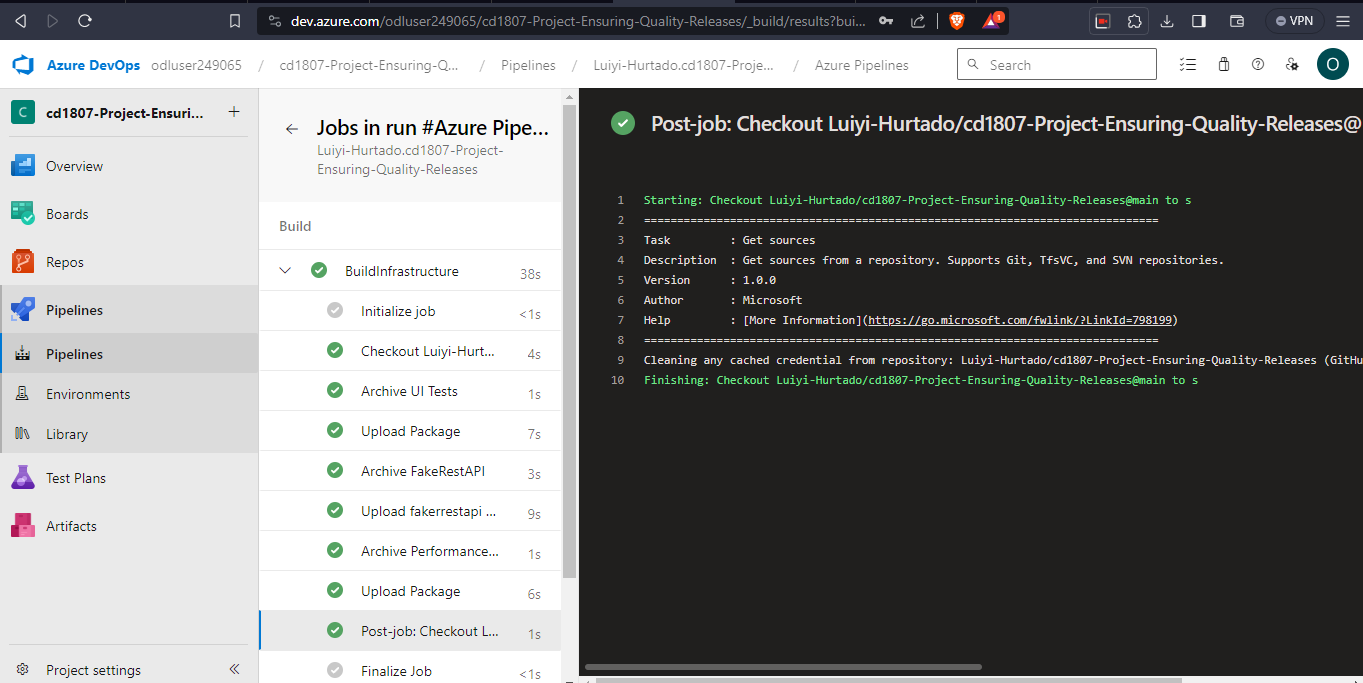 dev.azure.com/odluser249065/cd1807-Project-Ensuring-Quality-Releases/_build/results?bui...
1
VPN
Azure DevOps
odluser249065 / cd1807-Project-Ensuring-Q... / Pipelines / Luiyi-Hurtado.cd1807-Proje... / Azure Pipelines
Search
O
C
cd1807-Project-Ensuri...
+
Overview
Boards
Repos
Pipelines
Pipelines
Environments
Library
Test Plans
Artifacts
Project settings
Jobs in run #Azure Pipe...
Luiyi-Hurtado.cd1807-Project-
Ensuring-Quality-Releases
Build
BuildInfrastructure 38s
Initialize job <1s
Checkout Luiyi-Hurt... 4s
Archive UI Tests 1s
Upload Package 7s
Archive FakeRestAPI 3s
Upload fakerrestapi ... 9s
Archive Performance... 1s
Upload Package 6s
Post-job: Checkout L... 1s
Finalize Job <1s
Post-job: Checkout Luiyi-Hurtado/cd1807-Project-Ensuring-Quality-Releases@
1 Starting: Checkout Luiyi-Hurtado/cd1807-Project-Ensuring-Quality-Releases@main to s
2 ==============================================================================
3 Task : Get sources
4 Description : Get sources from a repository. Supports Git, TfsVC, and SVN repositories.
5 Version : 1.0.0
6 Author : Microsoft
7 Help : [More Information](https://go.microsoft.com/fwlink/?LinkId=798199)
8 ==============================================================================
9 Cleaning any cached credential from repository: Luiyi-Hurtado/cd1807-Project-Ensuring-Quality-Releases (GitHu
10 Finishing: Checkout Luiyi-Hurtado/cd1807-Project-Ensuring-Quality-Releases@main to s